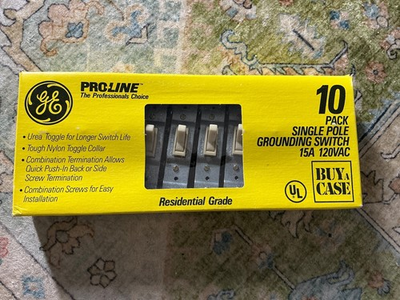 GE
PRO-LINE
The Professionals Choice
• Urea Toggle for Longer Switch Life
• Tough Nylon Toggle Collar
• Combination Termination Allows
Quick Push-In Back or Side
Screw Termination
• Combination Screws for Easy
Installation
Residential Grade
10
PACK
SINGLE POLE
GROUNDING SWITCH
15A 120VAC
UL
BUY A
CASE